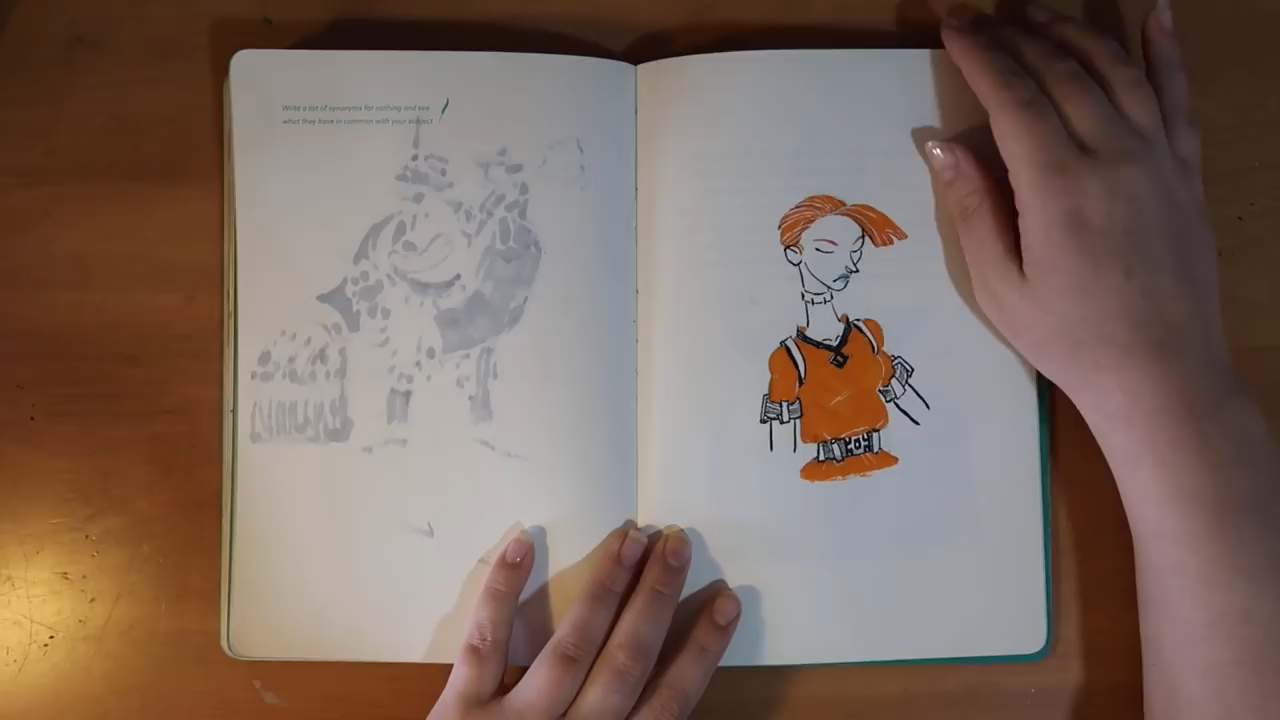 Write a list of synonyms for nothing and see
what they have in common with your subject